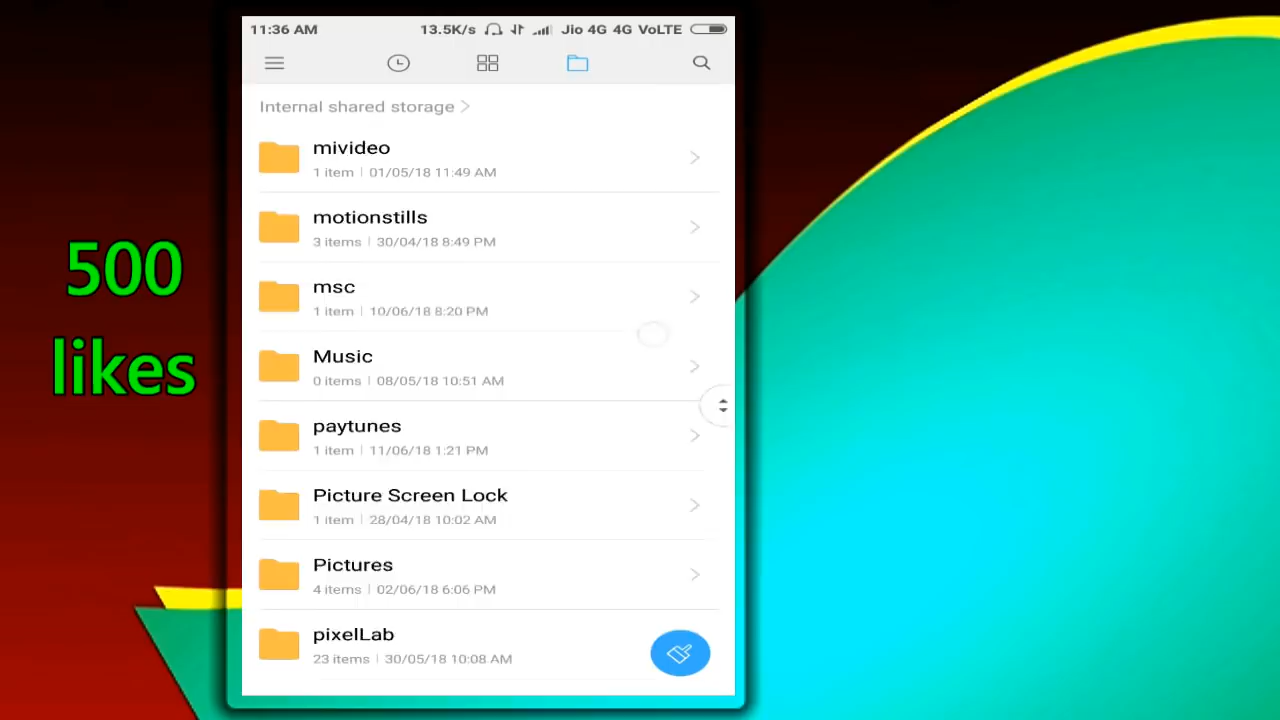 500
likes
11:36 AM 13.5K/s Jio 4G 4G VoLTE
Internal shared storage
mivideo
1 item | 01/05/18 11:49 AM
motionstills
3 items | 30/04/18 8:49 PM
msc
1 item | 10/06/18 8:20 PM
Music
0 items | 08/05/18 10:51 AM
paytunes
1 item | 11/06/18 1:21 PM
Picture Screen Lock
1 item | 28/04/18 10:02 AM
Pictures
4 items | 02/06/18 6:06 PM
pixelLab
23 items | 30/05/18 10:08 AM